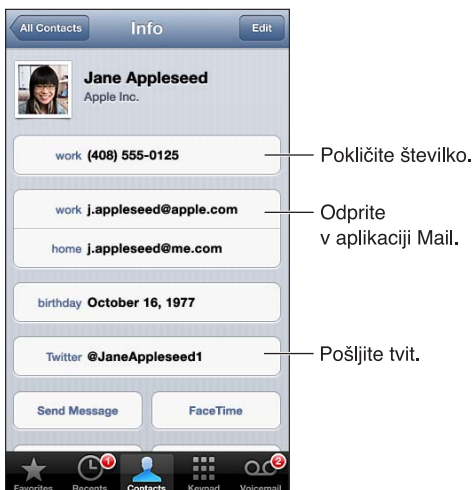 All Contacts Info Edit
Jane Appleseed
Apple Inc.
work (408) 555-0125
Pokličite številko.
work j.appleseed@apple.com
Odprite
v aplikaciji Mail.
home j.appleseed@me.com
birthday October 16, 1977
Twitter @JaneAppleseed1
Pošljite tvit.
Send Message FaceTime
1 2
Favorites Recents Contacts Keypad Voicemail